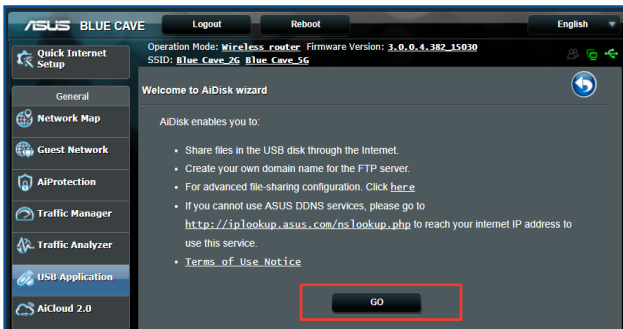 ASUS BLUE CAVE Logout Reboot English
Quick Internet Setup
Operation Mode: Wireless router Firmware Version: 3.0.0.4.382_15030
SSID: Blue Cave_2G Blue Cave_5G
General
Network Map
Guest Network
AiProtection
Traffic Manager
Traffic Analyzer
USB Application
AiCloud 2.0
Welcome to AiDisk wizard
AiDisk enables you to:
• Share files in the USB disk through the Internet.
• Create your own domain name for the FTP server.
• For advanced file-sharing configuration. Click here
• If you cannot use ASUS DDNS services, please go to
http://iplookup.asus.com/nslookup.php to reach your internet IP address to
use this service.
• Terms of Use Notice
GO